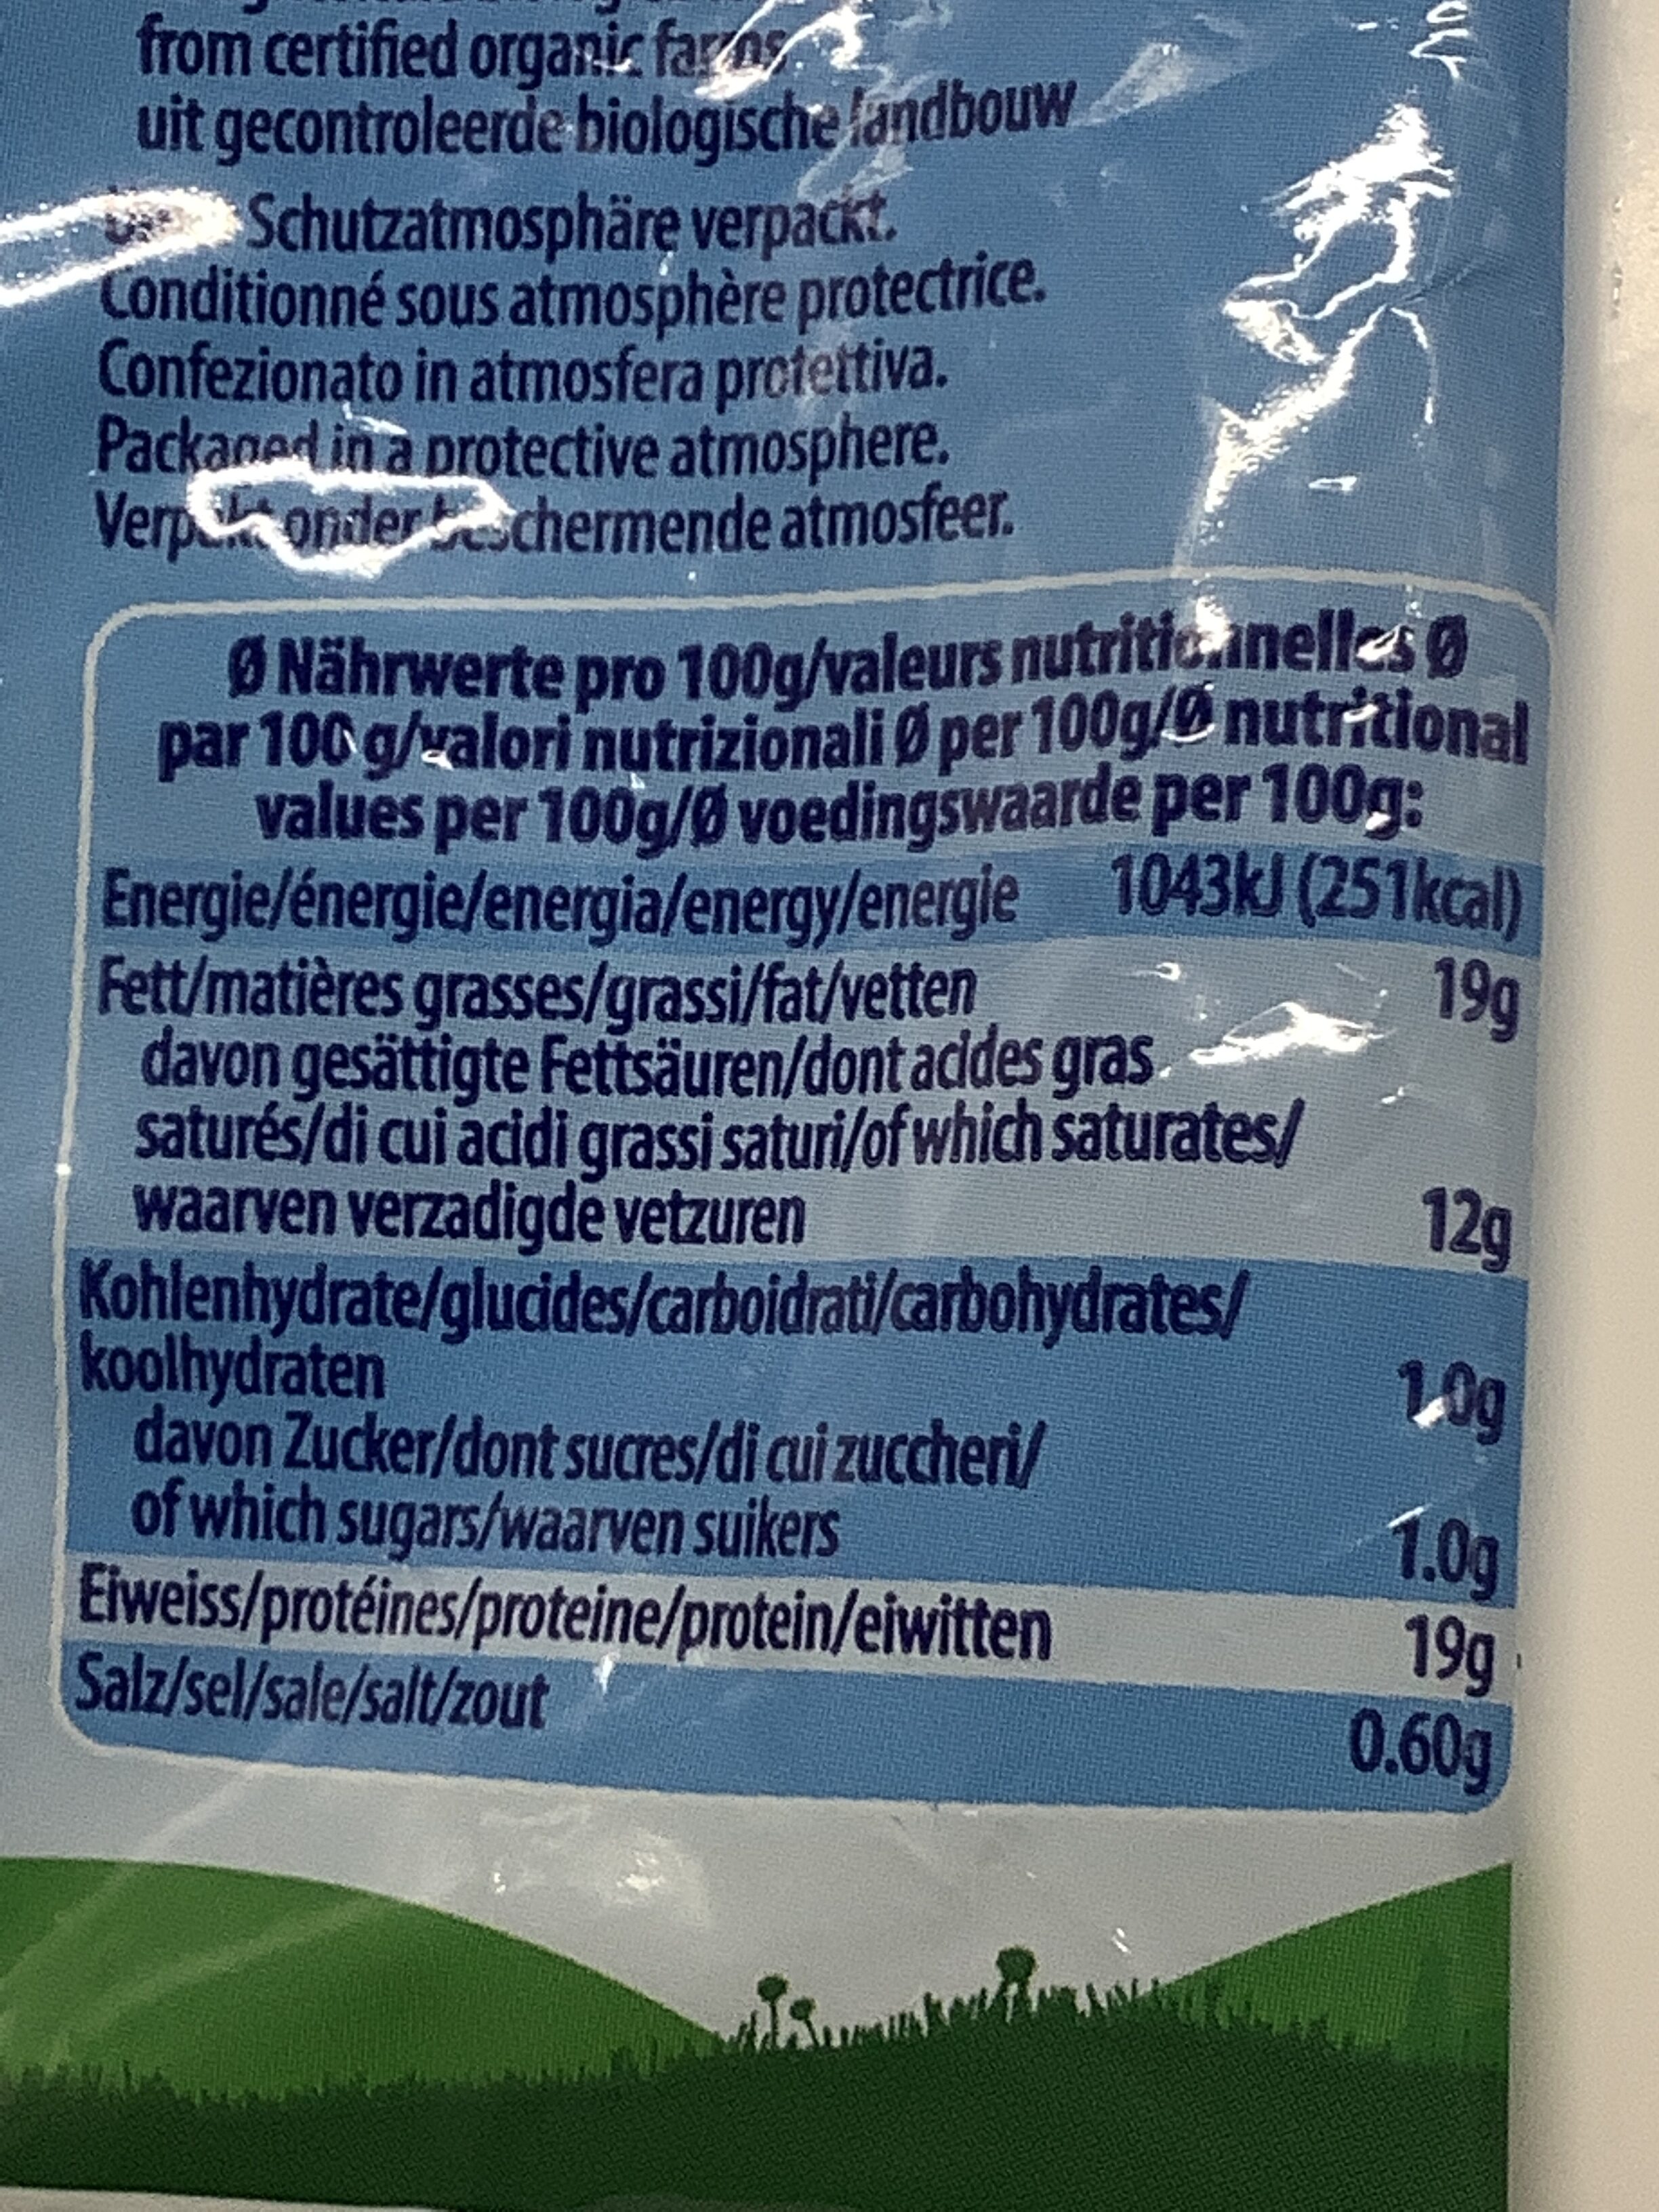 from certified organic farms
uit gecontroleerde biologische landbouw
Schutzatmosphäre verpackt.
Conditionné sous atmosphère protectrice.
Confezionato in atmosfera protettiva.
Packaged in a protective atmosphere.
Verpakt onder beschermende atmosfeer.
Ø Nährwerte pro 100g/valeurs nutritionnelles Ø
par 100 g/valori nutrizionali Ø per 100g/Ø nutritional
values per 100g/Ø voedingswaarde per 100g:
Energie/énergie/energia/energy/energie 1043kJ (251kcal)
Fett/matières grasses/grassi/fat/vetten 19g
davon gesättigte Fettsäuren/dont acides gras
saturés/di cui acidi grassi saturi/of which saturates/
waarven verzadigde vetzuren 12g
Kohlenhydrate/glucides/carboidrati/carbohydrates/
koolhydraten 1.0g
davon Zucker/dont sucres/di cui zuccheri/
of which sugars/waarven suikers 1.0g
Eiweiss/protéines/proteine/protein/eiwitten 19g
Salz/sel/sale/salt/zout 0.60g